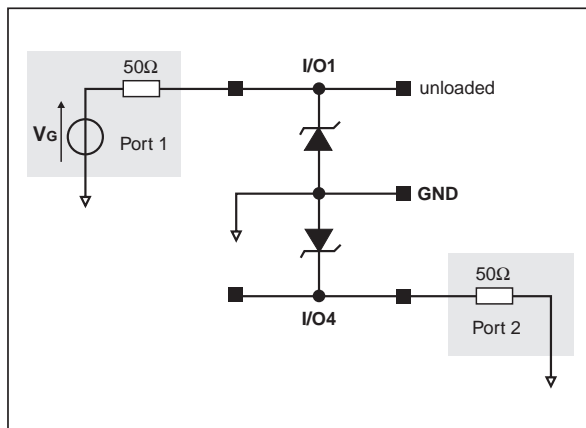 50Ω
I/O1
unloaded
VG
Port 1
GND
50Ω
I/O4
Port 2